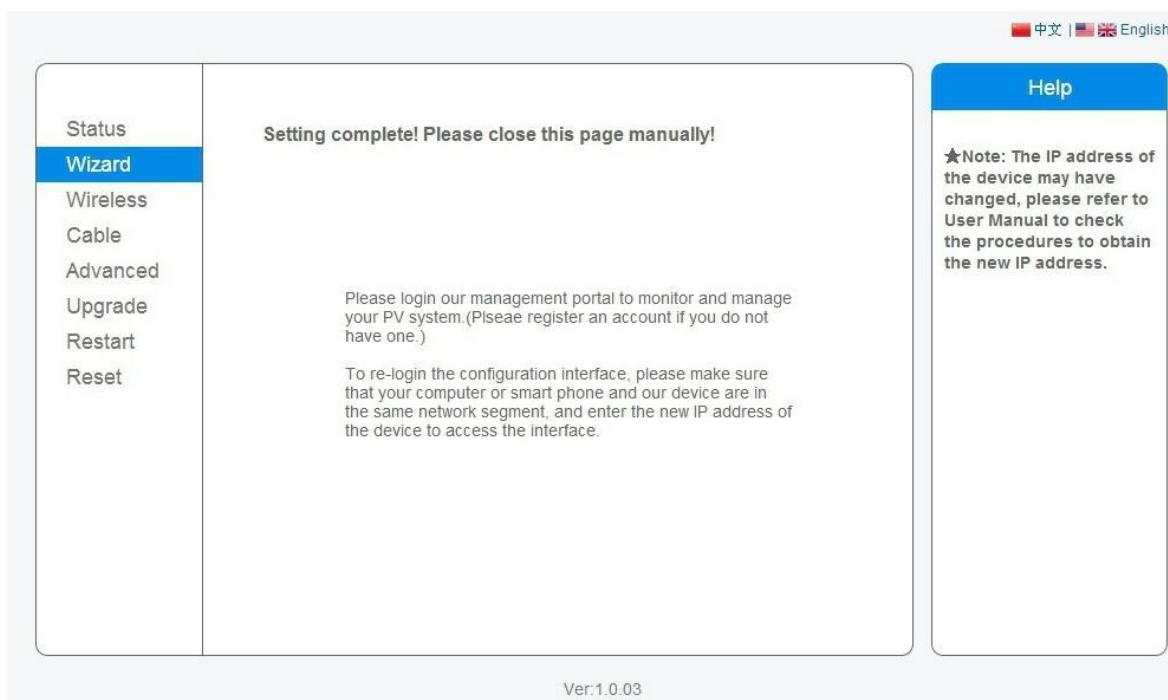 中文 | English
Status
Wizard
Wireless
Cable
Advanced
Upgrade
Restart
Reset
Setting complete! Please close this page manually!
Please login our management portal to monitor and manage
your PV system.(Plseae register an account if you do not
have one.)
To re-login the configuration interface, please make sure
that your computer or smart phone and our device are in
the same network segment, and enter the new IP address of
the device to access the interface.
Help
★Note: The IP address of
the device may have
changed, please refer to
User Manual to check
the procedures to obtain
the new IP address.
Ver:1.0.03